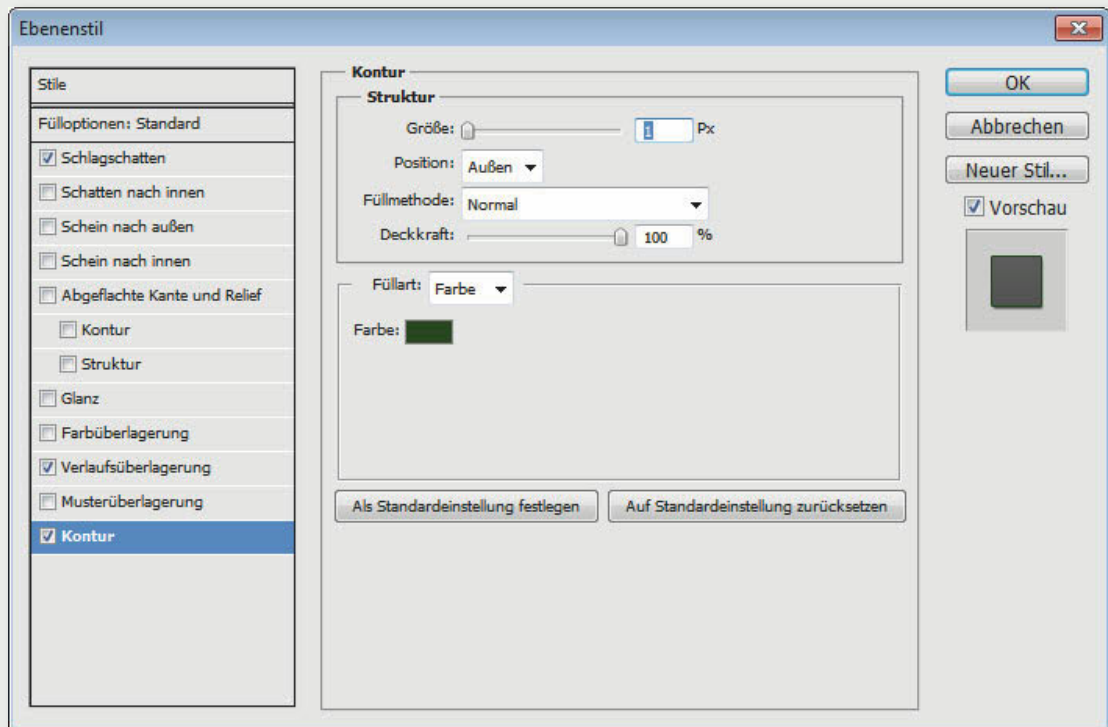 Ebenenstil
Stile
Fülloptionen: Standard
Schlagschatten
Schatten nach innen
Schein nach außen
Schein nach innen
Abgeflachte Kante und Relief
Kontur
Struktur
Glanz
Farbüberlagerung
Verlaufsüberlagerung
Musterüberlagerung
Kontur
Kontur
Struktur
Größe: 1 Px
Position: Außen
Füllmethode: Normal
Deckkraft: 100 %
Füllart: Farbe
Farbe:
Als Standardeinstellung festlegen Auf Standardeinstellung zurücksetzen
OK
Abbrechen
Neuer Stil...
Vorschau